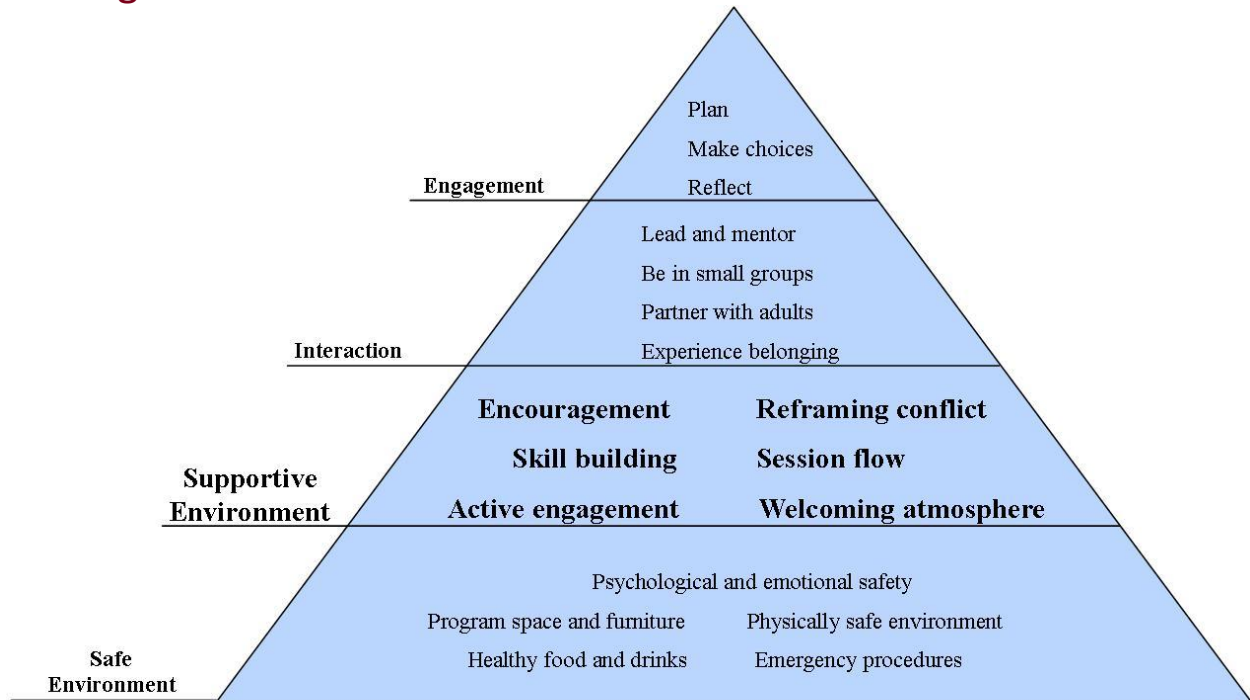 Plan
Make choices
Engagement Reflect
Lead and mentor
Be in small groups
Partner with adults
Interaction Experience belonging
Encouragement Reframing conflict
Skill building Session flow
Supportive
Environment Active engagement Welcoming atmosphere
Psychological and emotional safety
Program space and furniture Physically safe environment
Safe Healthy food and drinks Emergency procedures
Environment